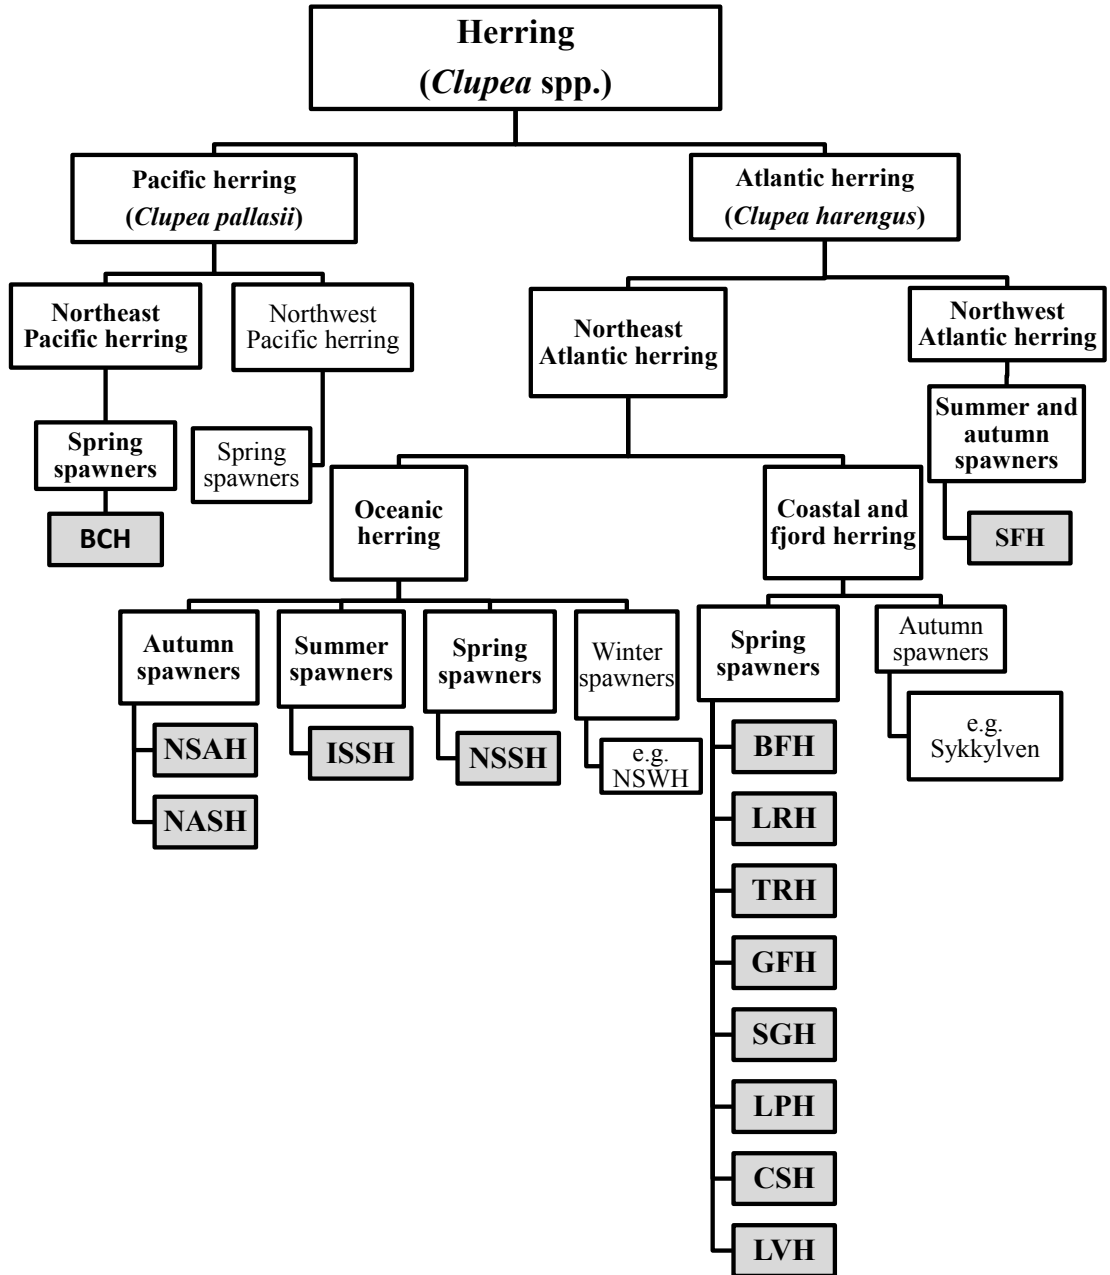 Herring
(Clupea spp.)
Pacific herring
(Clupea pallasii)
Atlantic herring
(Clupea harengus)
Northeast
Pacific herring
Northwest
Pacific herring
Northeast
Atlantic herring
Northwest
Atlantic herring
Spring
spawners
Spring
spawners
Summer and
autumn
spawners
BCH
Oceanic
herring
Coastal and
fjord herring
SFH
Autumn
spawners
Summer
spawners
Spring
spawners
Winter
spawners
Spring
spawners
Autumn
spawners
NSAH
NASH
ISSH
NSSH
e.g.
NSWH
BFH
LRH
TRH
GFH
SGH
LPH
CSH
LVH
e.g.
Sykkylven